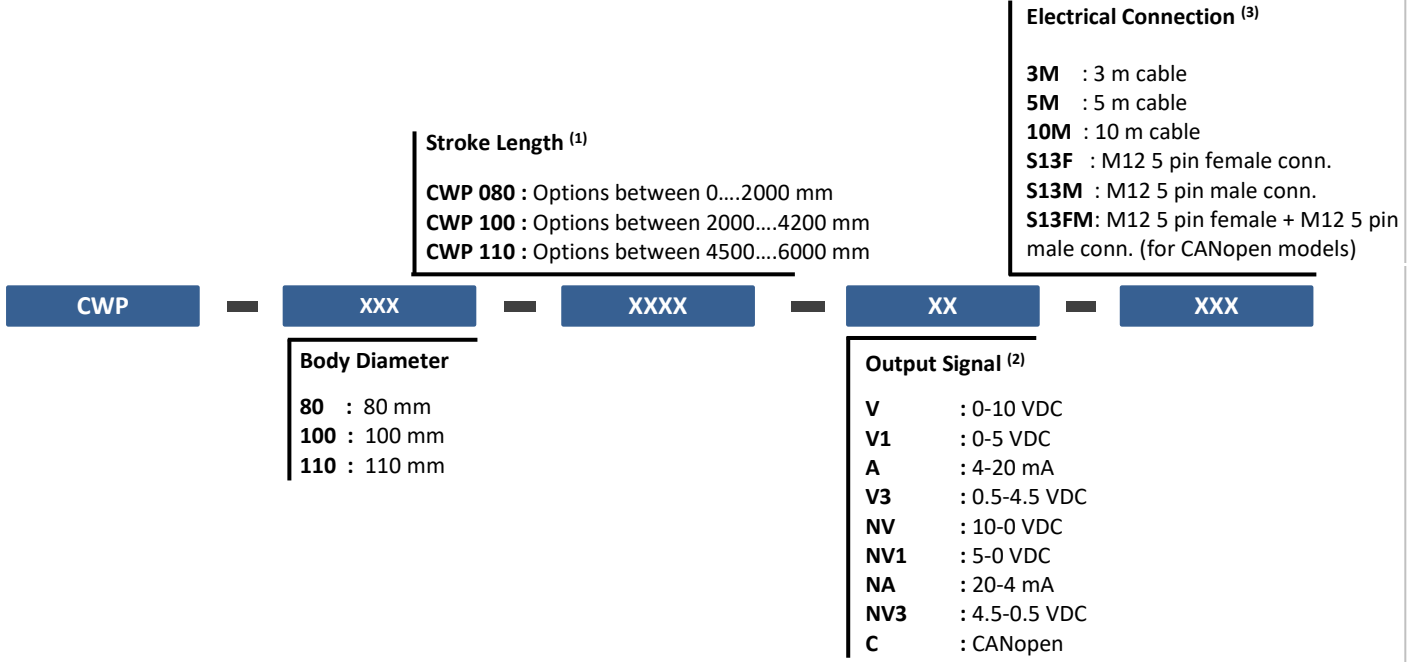 Electrical Connection (3)
3M : 3 m cable
5M : 5 m cable
10M : 10 m cable
S13F : M12 5 pin female conn.
S13M : M12 5 pin male conn.
S13FM: M12 5 pin female + M12 5 pin
male conn. (for CANopen models)
Stroke Length (1)
CWP 080 : Options between 0....2000 mm
CWP 100 : Options between 2000....4200 mm
CWP 110 : Options between 4500....6000 mm
CWP – XXX – XXXX – XX – XXX
Body Diameter
80 : 80 mm
100 : 100 mm
110 : 110 mm
Output Signal (2)
V : 0-10 VDC
V1 : 0-5 VDC
A : 4-20 mA
V3 : 0.5-4.5 VDC
NV : 10-0 VDC
NV1 : 5-0 VDC
NA : 20-4 mA
NV3 : 4.5-0.5 VDC
C : CANopen